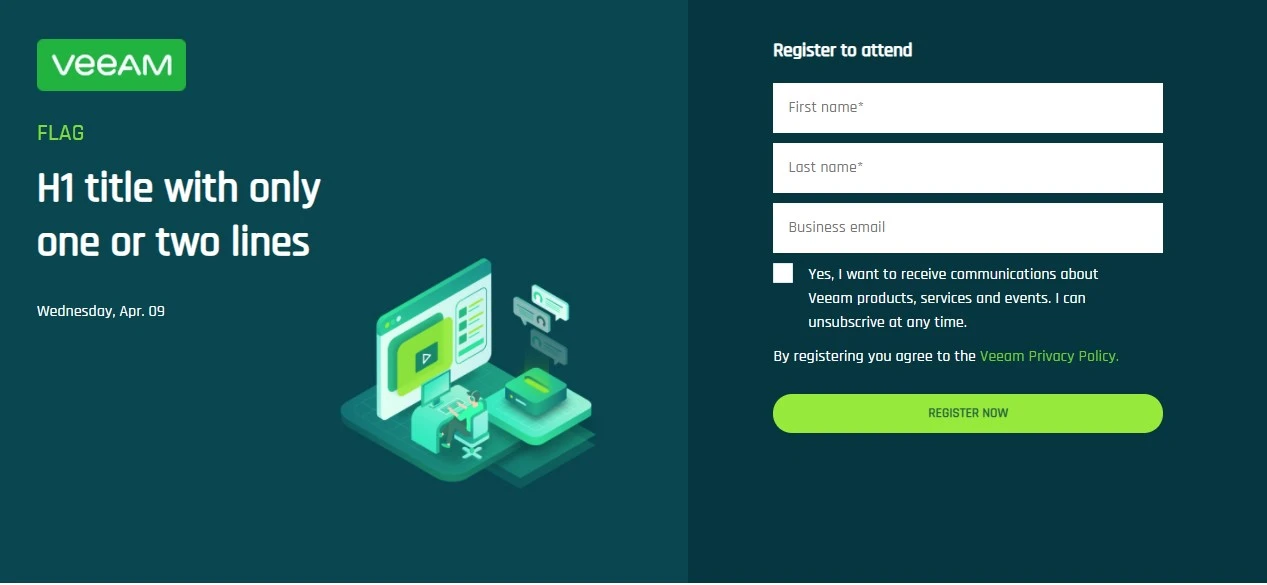 veeAM
FLAG
H1 title with only
one or two lines
Wednesday, Apr. 09
Register to attend
First name*
Last name*
Business email
Yes, I want to receive communications about
Veeam products, services and events. I can
unsubscrive at any time.
By registering you agree to the Veeam Privacy Policy.
REGISTER NOW